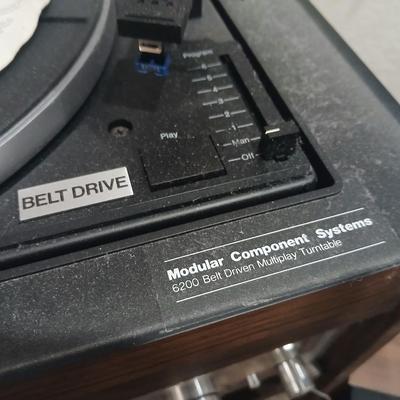 Program
6
5
4
3
2
1
Man
Off
Play
BELT DRIVE
Modular Component Systems
6200 Belt Driven Multiplay Turntable